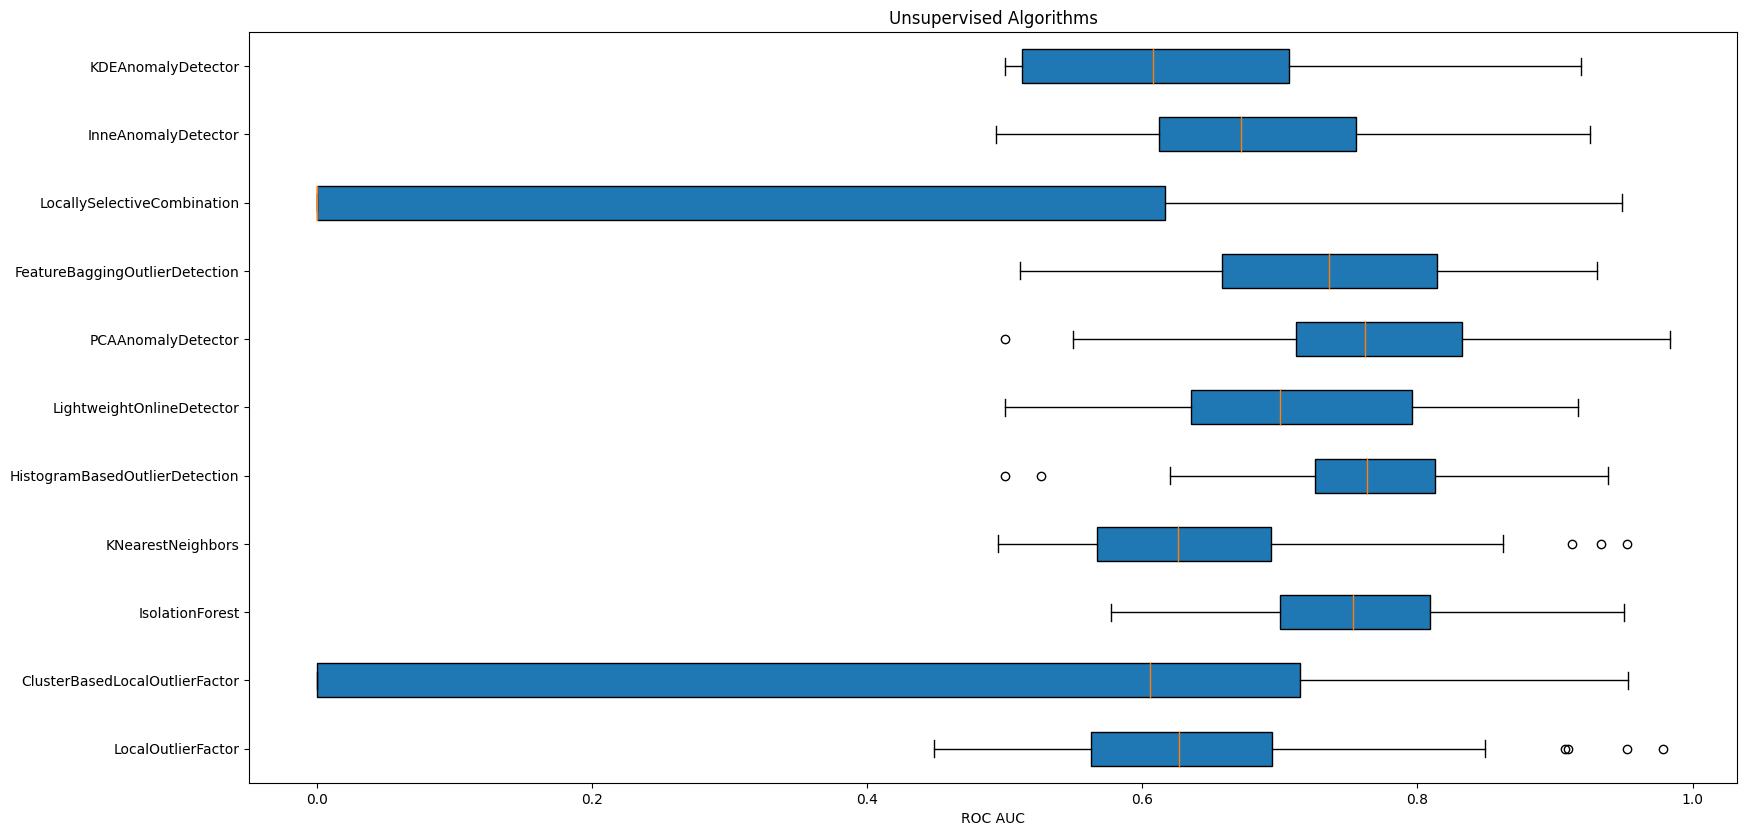 Unsupervised Algorithms
KDEAnomalyDetector
InneAnomalyDetector
LocallySelectiveCombination
FeatureBaggingOutlierDetection
PCAAnomalyDetector
LightweightOnlineDetector
HistogramBasedOutlierDetection
KNearestNeighbors
IsolationForest
ClusterBasedLocalOutlierFactor
LocalOutlierFactor
0.0 0.2 0.4 0.6 0.8 1.0
ROC AUC